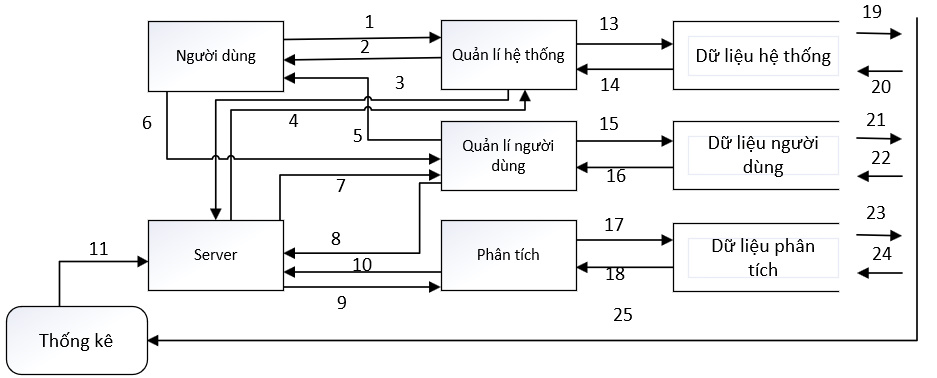 1
13
19
Người dùng
2
Quản lí hệ thống
Dữ liệu hệ thống
3
14
20
6
4
5
15
21
Quản lí người
dùng
Dữ liệu người
dùng
7
16
22
8
17
23
11
Server
10
Phân tích
18
Dữ liệu phân
tích
24
9
25
Thống kê